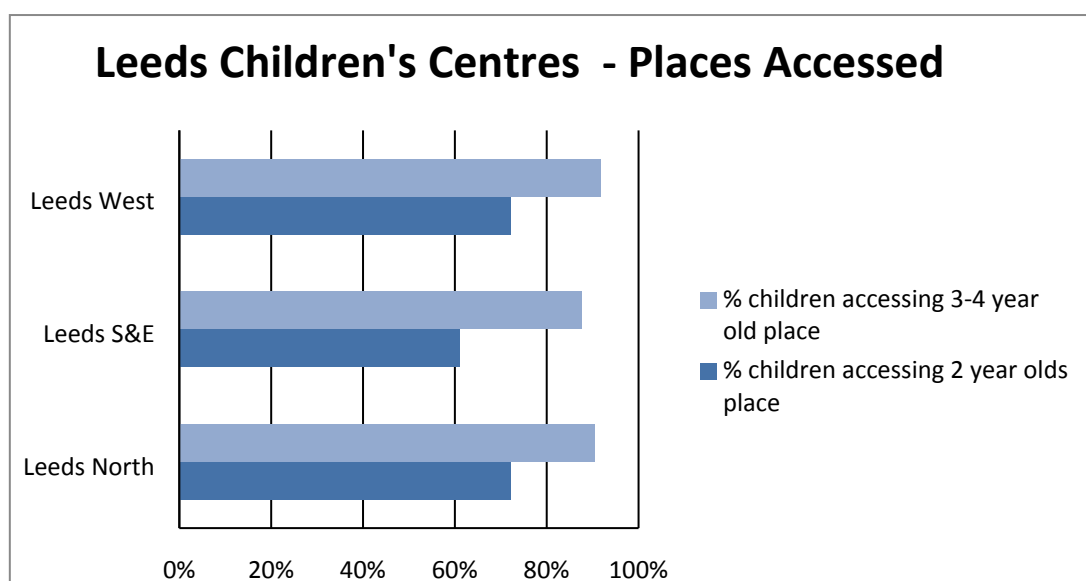 Leeds Children's Centres  - Places Accessed
Leeds West
Leeds S&E
Leeds North
% children accessing 3-4 year
old place
% children accessing 2 year olds
place
0%
20%
40%
60%
80%
100%